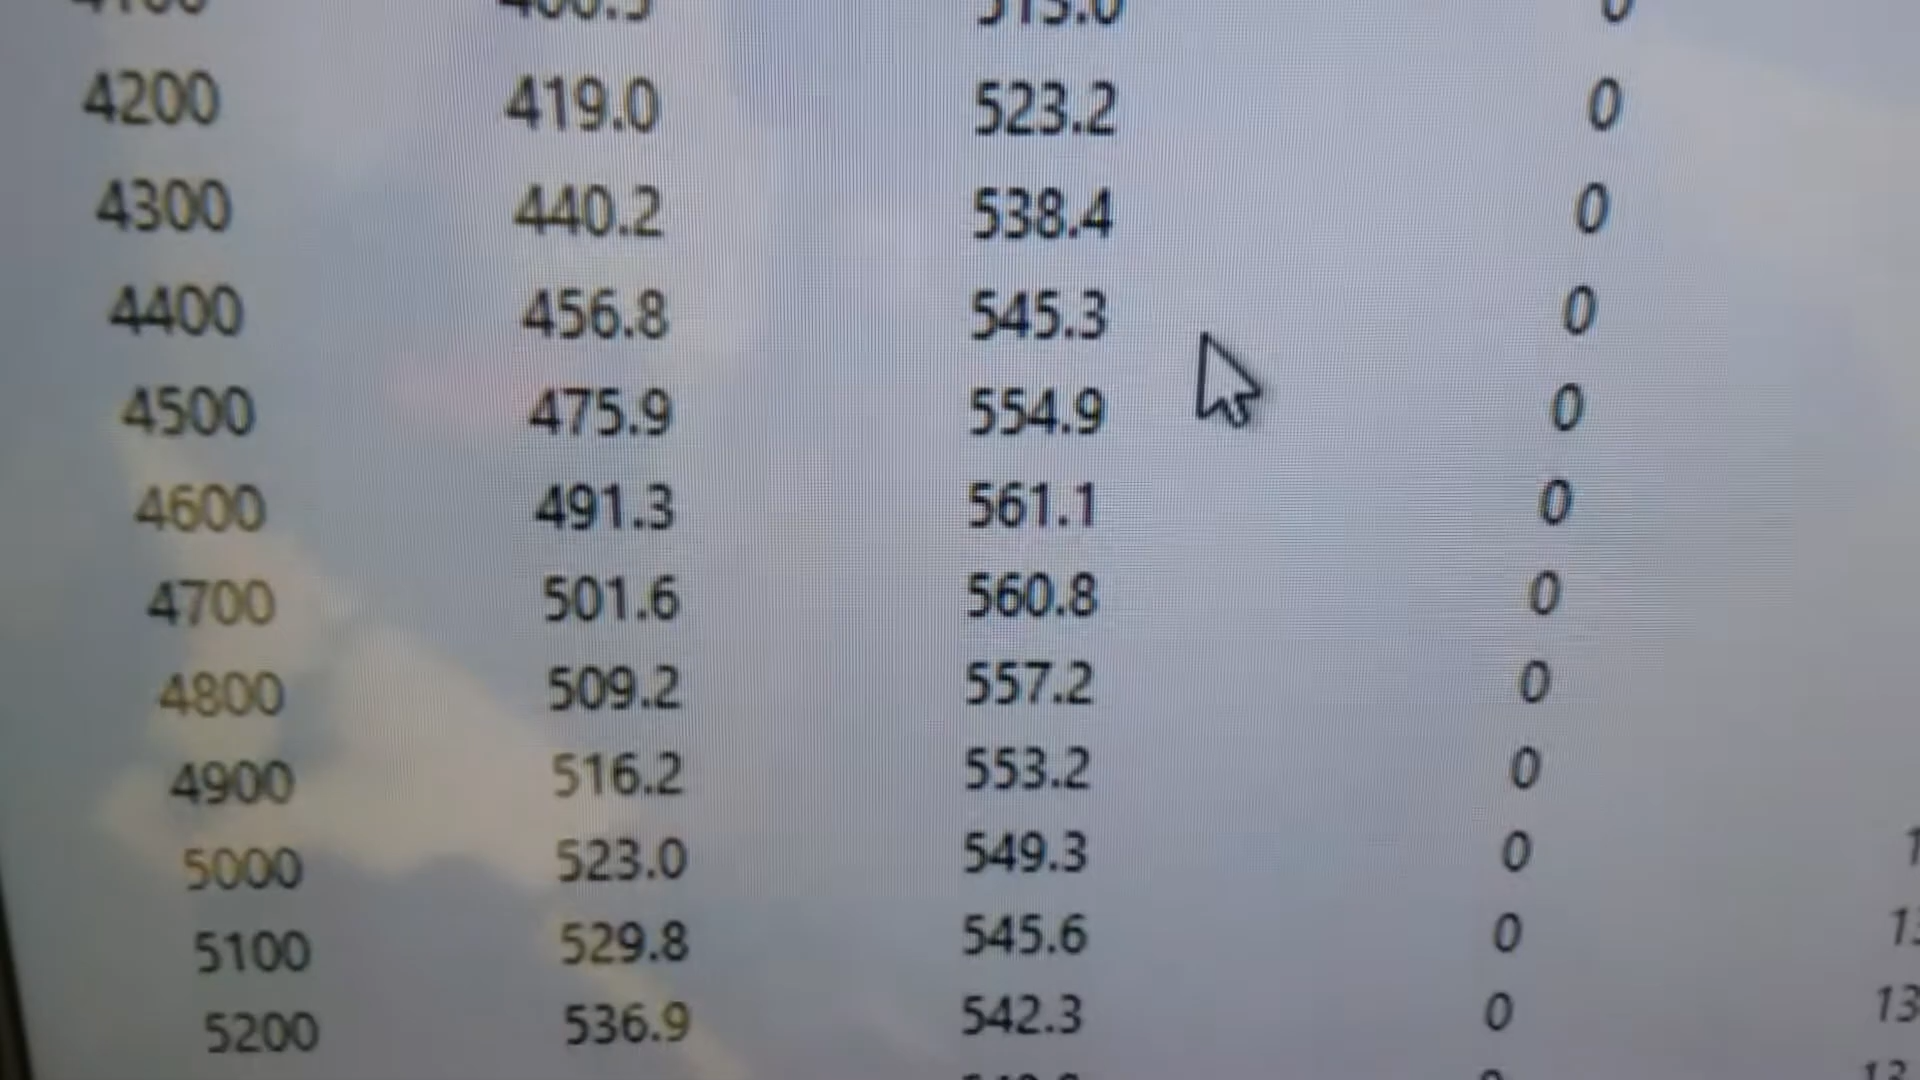 4200 419.0 523.2 0
4300 440.2 538.4 0
4400 456.8 545.3 0
4500 475.9 554.9 0
4600 491.3 561.1 0
4700 501.6 560.8 0
4800 509.2 557.2 0
4900 516.2 553.2 0
5000 523.0 549.3 0
5100 529.8 545.6 0
5200 536.9 542.3 0